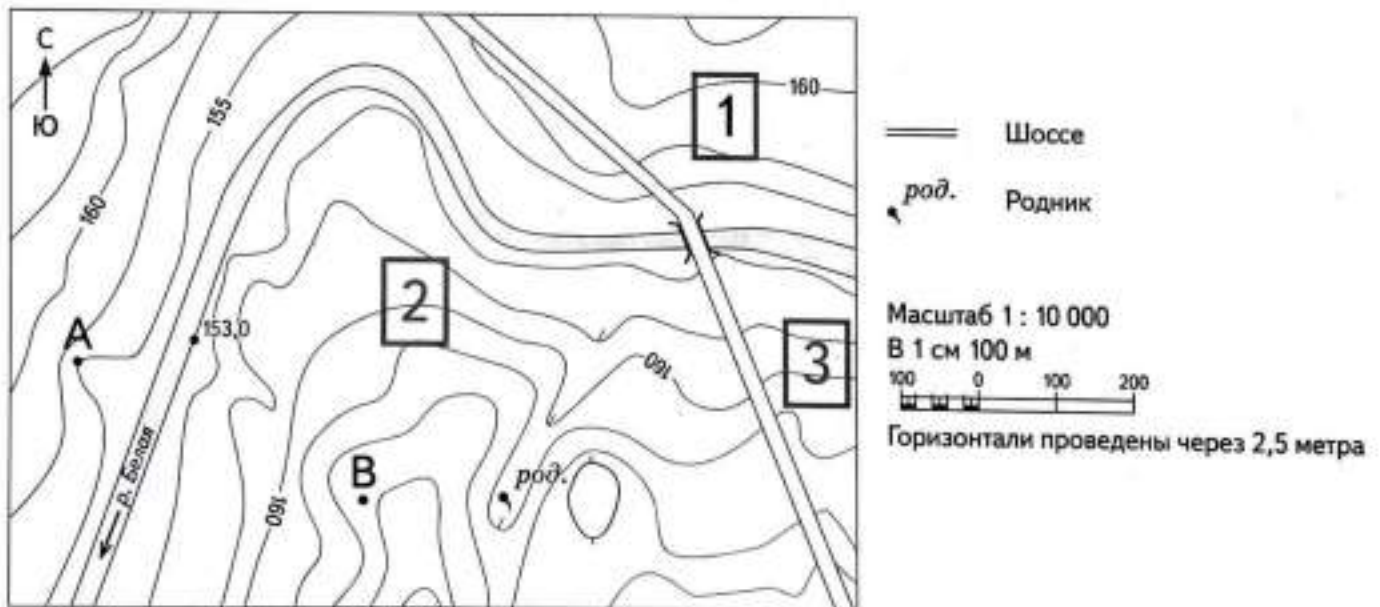 С
Ю
160
155
160
1
2
3
А
153,0
160
р. Белая
В
род.
160
Шоссе
род.
Родник
Масштаб 1 : 10 000
В 1 см 100 м
100 0 100 200
Горизонтали проведены через 2,5 метра